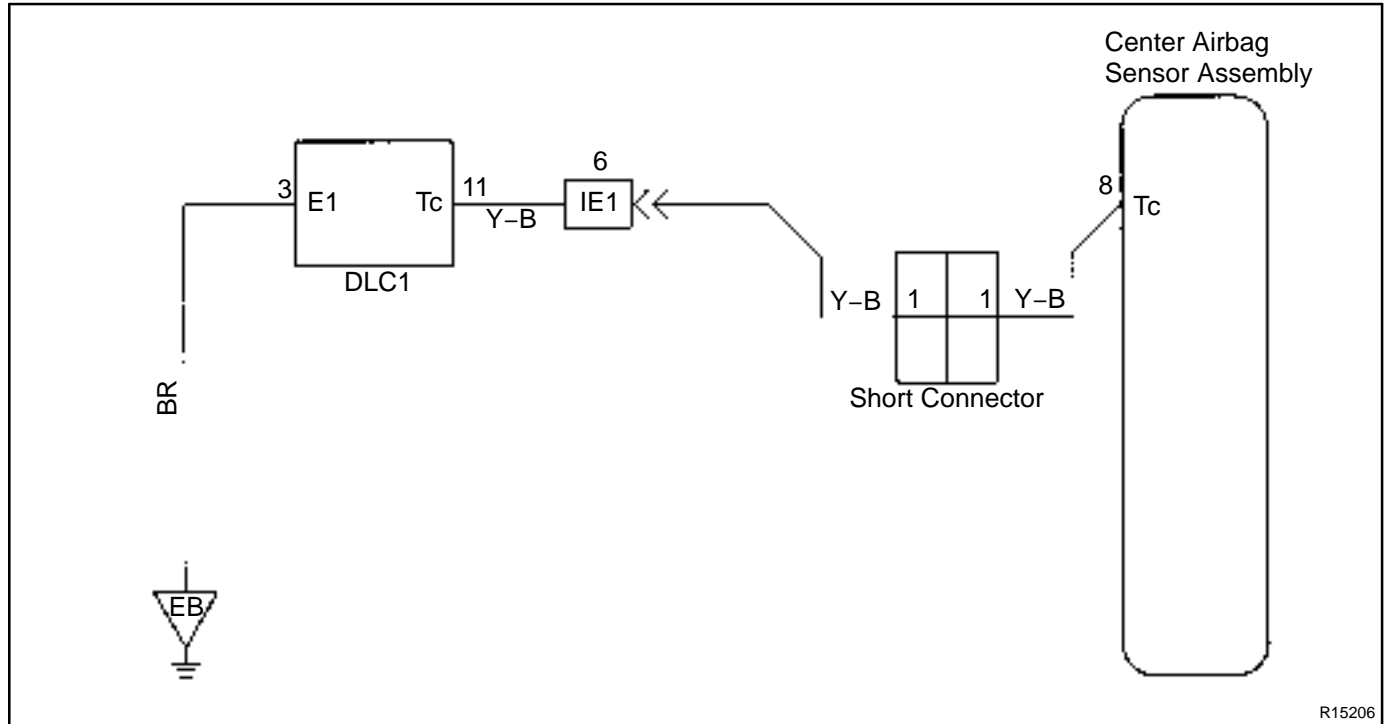 Center Airbag
Sensor Assembly
6
3
E1
Tc
11
IE1
8
Tc
Y–B
DLC1
Y–B
1
1
Y–B
BR
Short Connector
EB
R15206